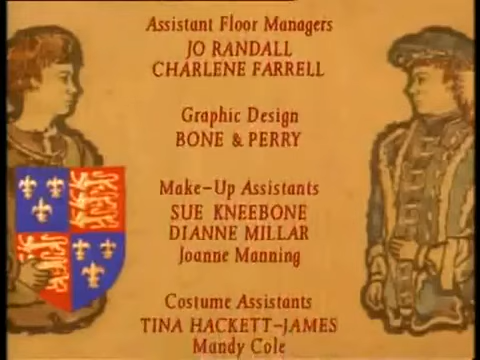 Assistant Floor Managers
JO RANDALL
CHARLENE FARRELL
Graphic Design
BONE & PERRY
Make-Up Assistants
SUE KNEEBONE
DIANNE MILLAR
Joanne Manning
Costume Assistants
TINA HACKETT-JAMES
Mandy Cole